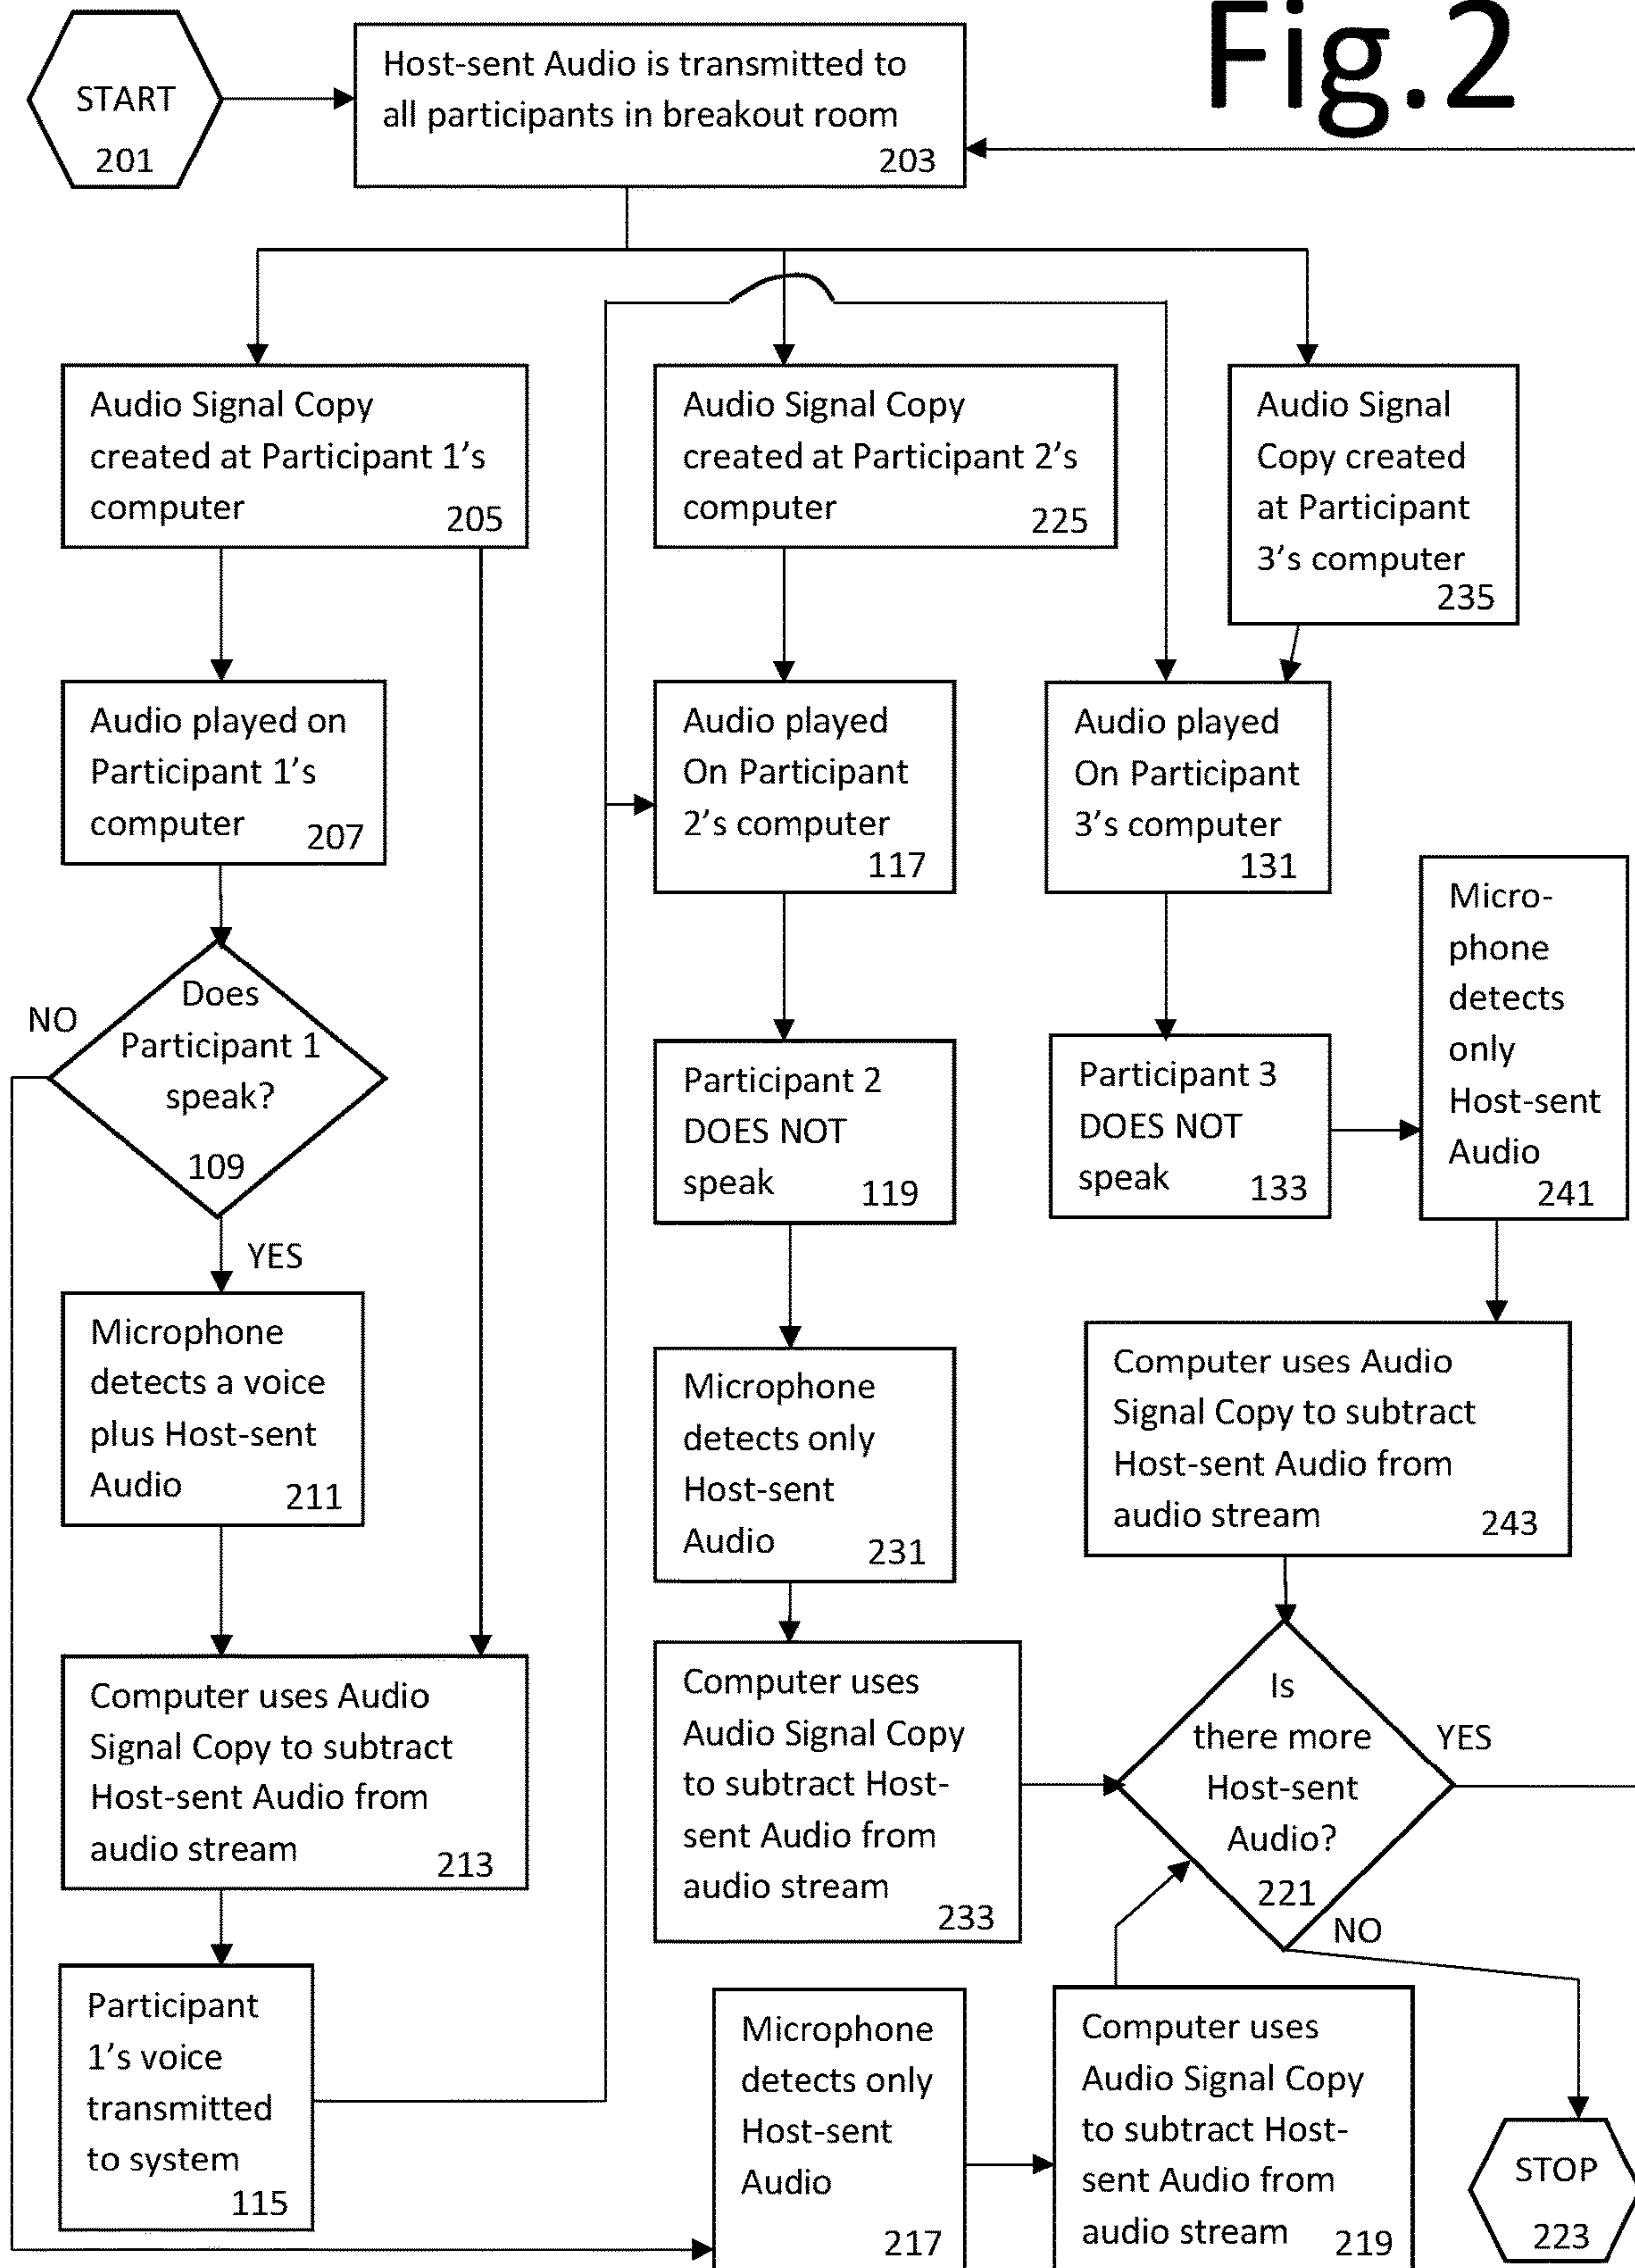 Fig.2
START
201
Host-sent Audio is transmitted to
all participants in breakout room
203
Audio Signal Copy
created at Participant 1’s
computer
205
Audio Signal Copy
created at Participant 2’s
computer
225
Audio Signal
Copy created
at Participant
3’s computer
235
Audio played on
Participant 1’s
computer
207
Audio played
On Participant
2’s computer
117
Audio played
On Participant
3’s computer
131
Micro-
phone
detects
only
Host-sent
Audio
241
NO
Does
Participant 1
speak?
109
YES
Participant 2
DOES NOT
speak
119
Participant 3
DOES NOT
speak
133
Microphone
detects a voice
plus Host-sent
Audio
211
Microphone
detects only
Host-sent
Audio
231
Computer uses Audio
Signal Copy to subtract
Host-sent Audio from
audio stream
243
Computer uses Audio
Signal Copy to subtract
Host-sent Audio from
audio stream
213
Computer uses
Audio Signal Copy
to subtract Host-
sent Audio from
audio stream
233
Is
there more
Host-sent
Audio?
221
YES
NO
Participant
1’s voice
transmitted
to system
115
Microphone
detects only
Host-sent
Audio
217
Computer uses
Audio Signal Copy
to subtract Host-
sent Audio from
audio stream
219
STOP
223